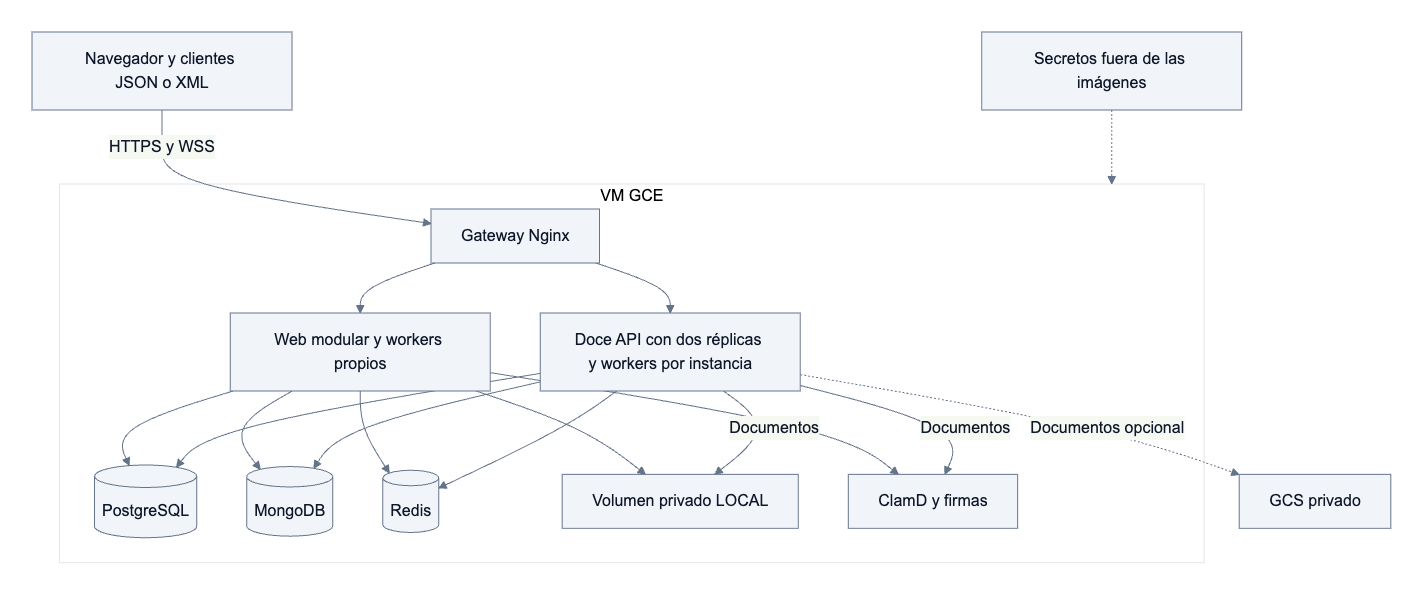 Navegador y clientes
JSON o XML
Secretos fuera de las
imágenes
HTTPS y WSS
VM GCE
Gateway Nginx
Web modular y workers
propios
Doce API con dos réplicas
y workers por instancia
Documentos
Documentos
Documentos opcional
PostgreSQL
MongoDB
Redis
Volumen privado LOCAL
ClamD y firmas
GCS privado